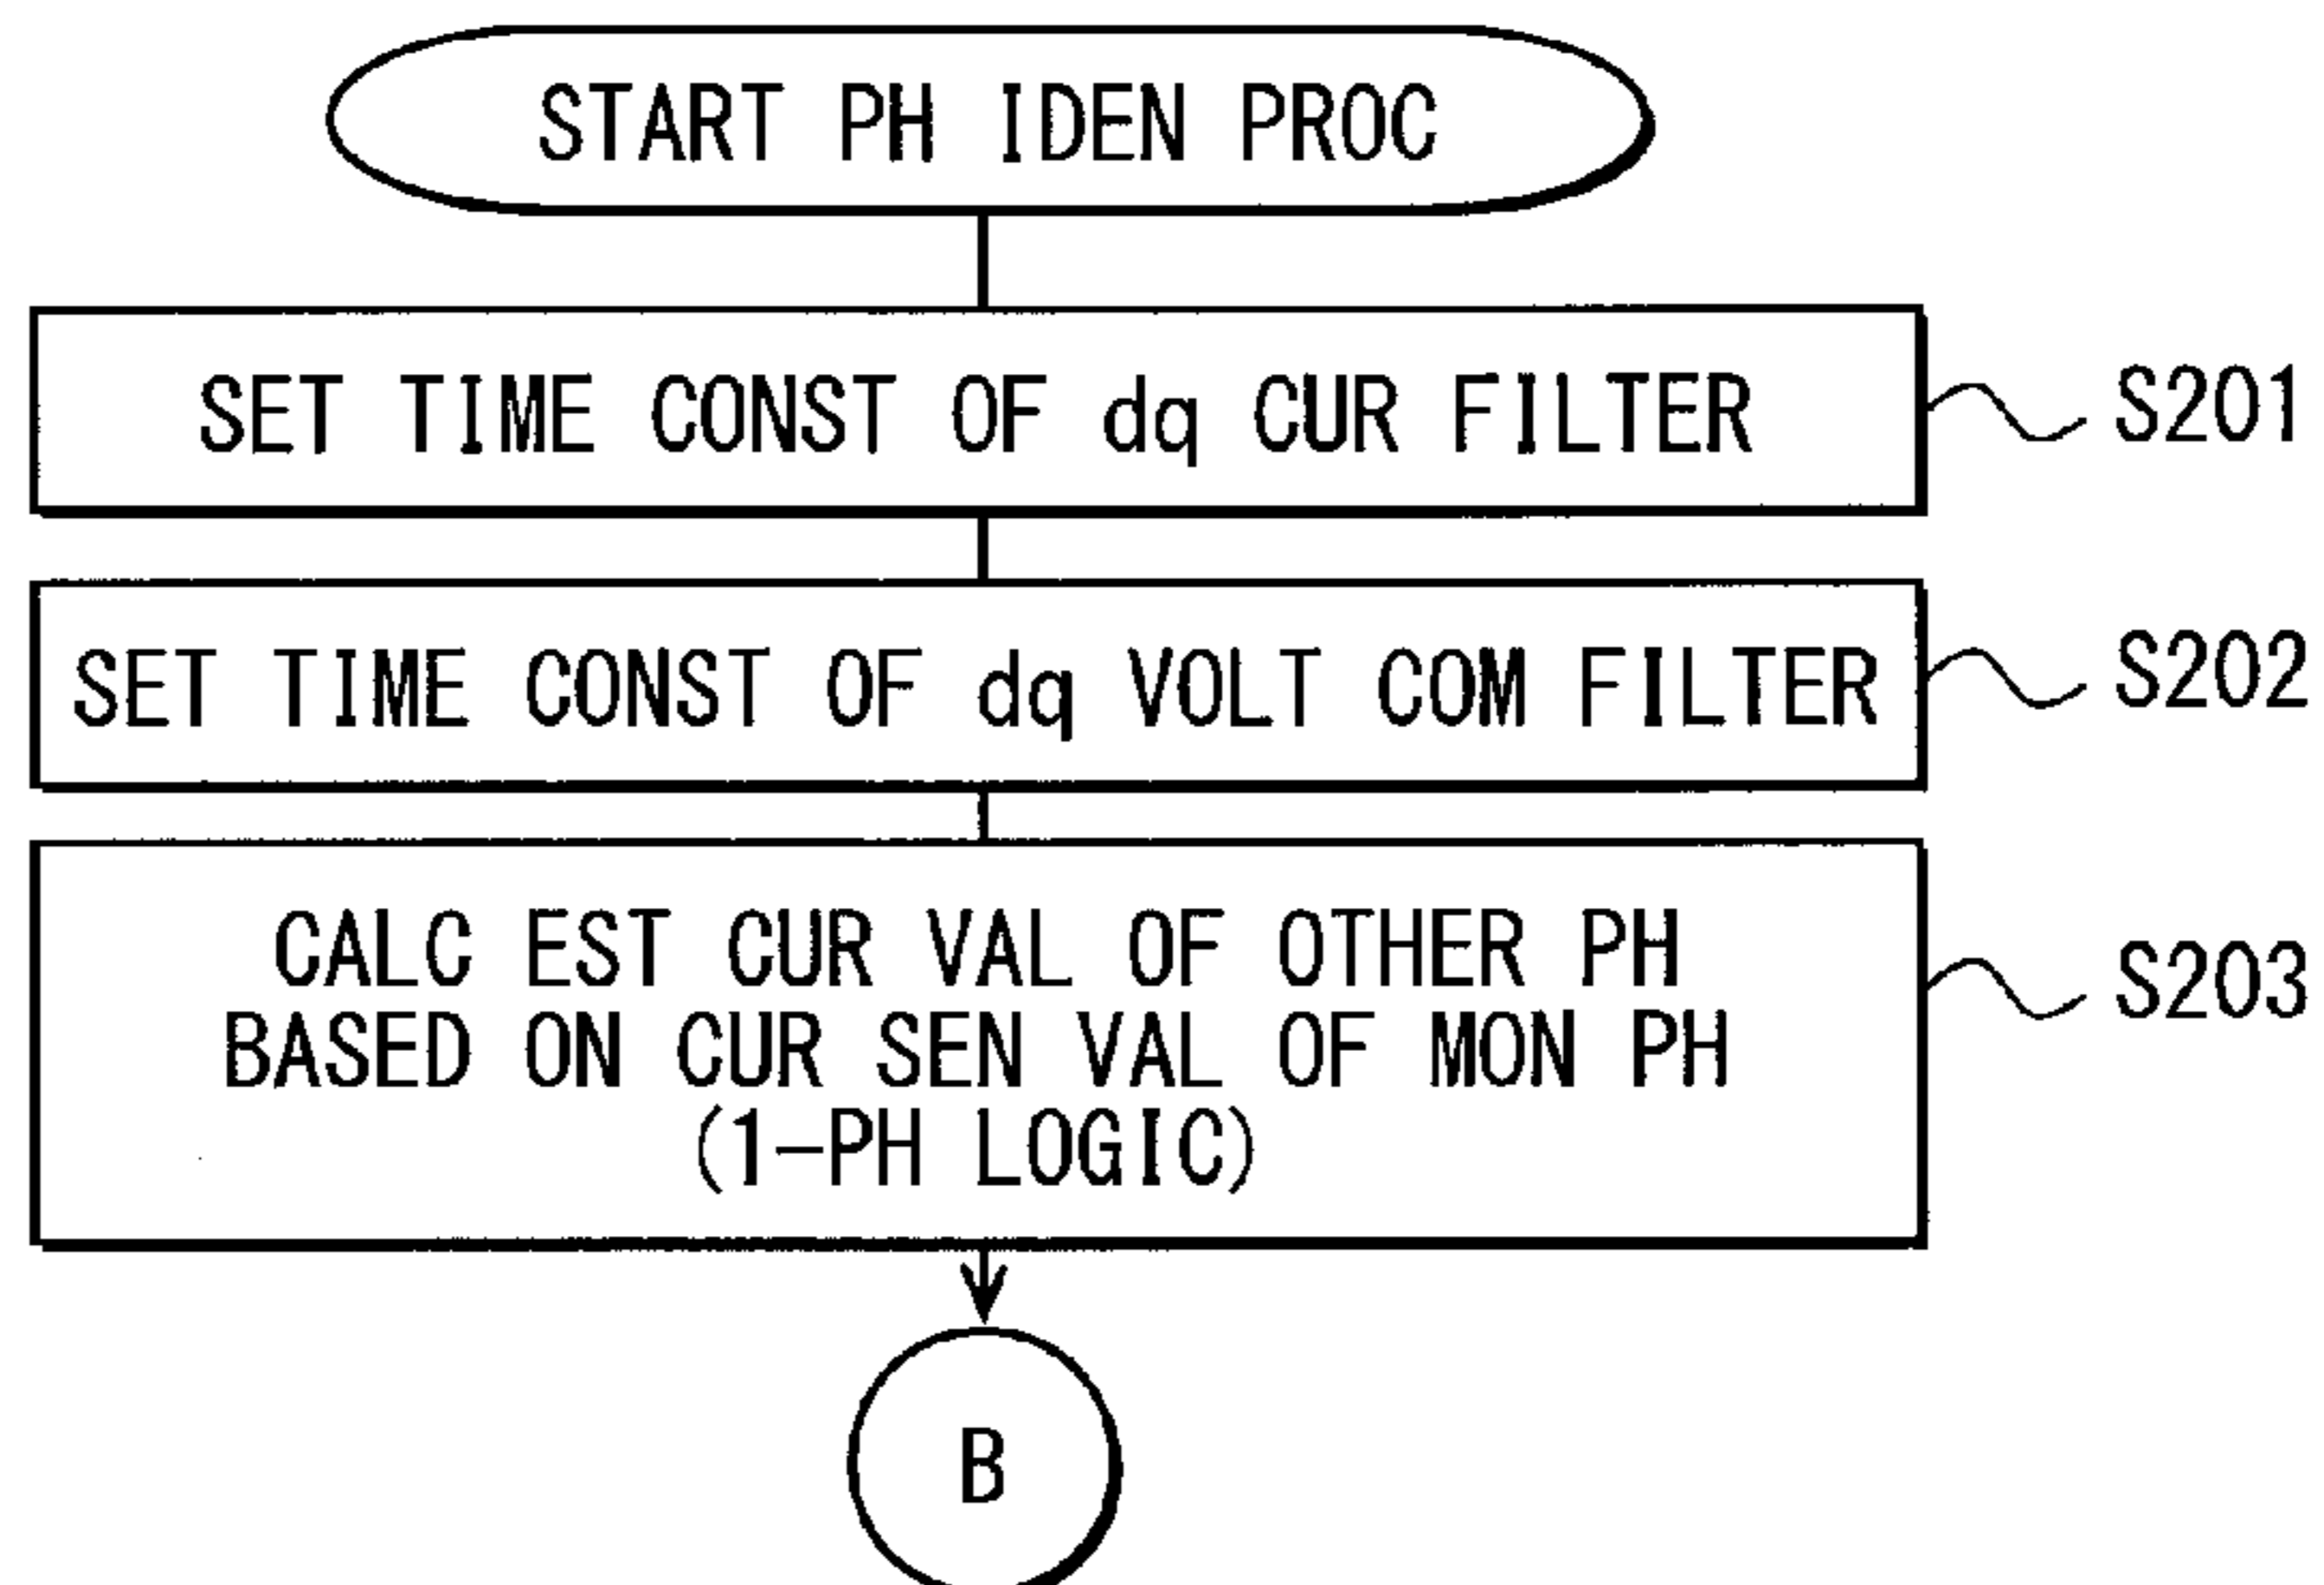 START PH IDEN PROC
SET TIME CONST OF dq CUR FILTER
S201
SET TIME CONST OF dq VOLT COM FILTER
S202
CALC EST CUR VAL OF OTHER PH
BASED ON CUR SEN VAL OF MON PH
(1-PH LOGIC)
S203
B